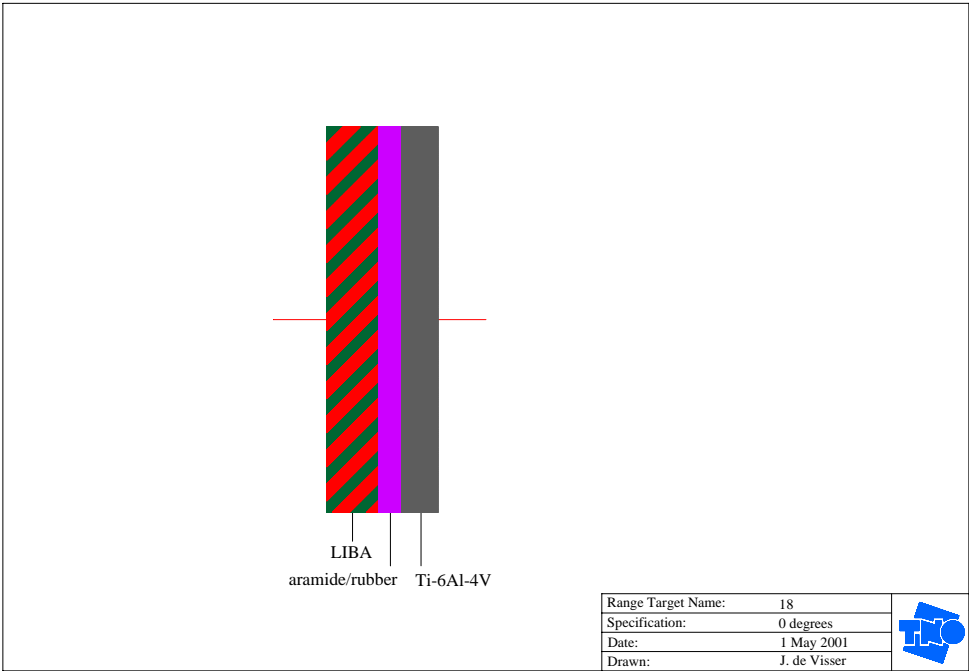 LIBA
aramide/rubber Ti-6Al-4V
Range Target Name: 18
Specification: 0 degrees
Date: 1 May 2001
Drawn: J. de Visser
TNO